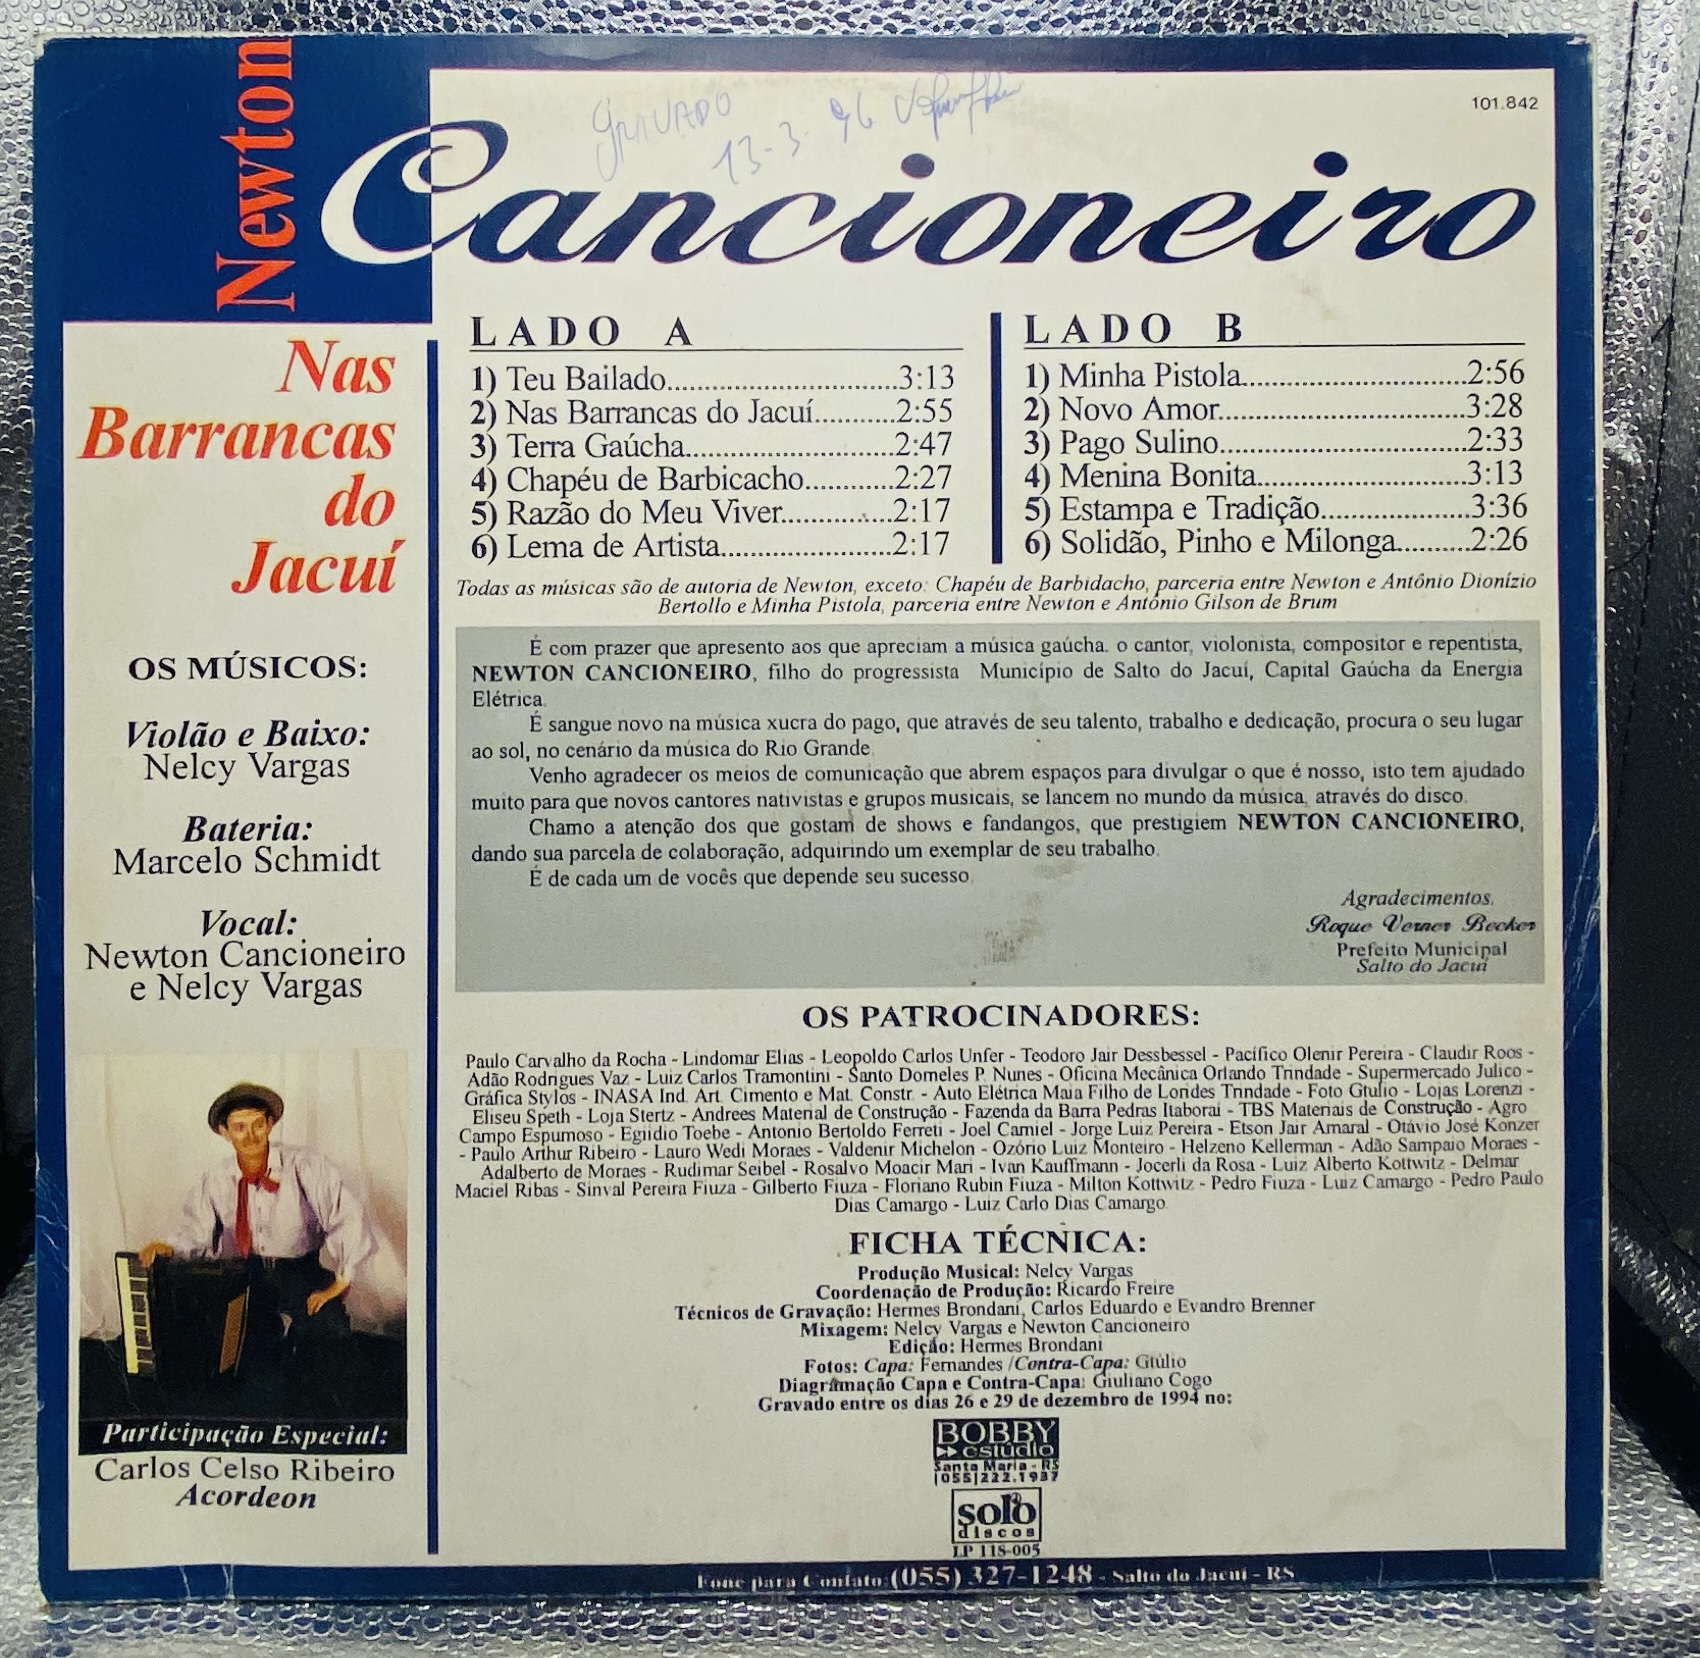 GRAVADO
13-3-96
101.842
Newton
Cancioneiro
Nas
Barrancas
do
Jacuí
OS MÚSICOS:
Violão e Baixo:
Nelcy Vargas
Bateria:
Marcelo Schmidt
Vocal:
Newton Cancioneiro
e Nelcy Vargas
Participação Especial:
Carlos Celso Ribeiro
Acordeon
LADO A
1) Teu Bailado..............................3:13
2) Nas Barrancas do Jacuí...........2:55
3) Terra Gaúcha...........................2:47
4) Chapéu de Barbicacho............2:27
5) Razão do Meu Viver...............2:17
6) Lema de Artista.......................2:17
LADO B
1) Minha Pistola.............................2:56
2) Novo Amor................................3:28
3) Pago Sulino................................2:33
4) Menina Bonita...........................3:13
5) Estampa e Tradição...................3:36
6) Solidão, Pinho e Milonga..........2:26
Todas as músicas são de autoria de Newton, exceto: Chapéu de Barbidacho, parceria entre Newton e Antônio Dionízio
Bertollo e Minha Pistola, parceria entre Newton e Antônio Gilson de Brum
É com prazer que apresento aos que apreciam a música gaúcha. o cantor, violonista, compositor e repentista,
NEWTON CANCIONEIRO, filho do progressista Município de Salto do Jacuí, Capital Gaúcha da Energia
Elétrica.
É sangue novo na música xucra do pago, que através de seu talento, trabalho e dedicação, procura o seu lugar
ao sol, no cenário da música do Rio Grande.
Venho agradecer os meios de comunicação que abrem espaços para divulgar o que é nosso, isto tem ajudado
muito para que novos cantores nativistas e grupos musicais, se lancem no mundo da música, através do disco.
Chamo a atenção dos que gostam de shows e fandangos, que prestigiem NEWTON CANCIONEIRO,
dando sua parcela de colaboração, adquirindo um exemplar de seu trabalho.
É de cada um de vocês que depende seu sucesso.
Agradecimentos,
Roque Verner Becker
Prefeito Municipal
Salto do Jacuí
OS PATROCINADORES:
Paulo Carvalho da Rocha - Lindomar Elias - Leopoldo Carlos Unfer - Teodoro Jair Dessbessel - Pacífico Olenir Pereira - Claudir Roos -
Adão Rodrigues Vaz - Luiz Carlos Tramontini - Santo Domeles P. Nunes - Oficina Mecânica Orlando Trindade - Supermercado Julico -
Gráfica Stylos - INASA Ind. Art. Cimento e Mat. Constr. - Auto Elétrica Maia Filho de Lorides Trindade - Foto Gtulio - Lojas Lorenzi -
Eliseu Speth - Loja Stertz - Andrees Material de Construção - Fazenda da Barra Pedras Itaborai - TBS Materiais de Construção - Agro
Campo Espumoso - Egiidio Toebe - Antonio Bertoldo Ferreti - Joel Camiel - Jorge Luiz Pereira - Etson Jair Amaral - Otávio José Konzer
- Paulo Arthur Ribeiro - Lauro Wedi Moraes - Valdenir Michelon - Ozório Luiz Monteiro - Helzeno Kellerman - Adão Sampaio Moraes -
Adalberto de Moraes - Rudimar Seibel - Rosalvo Moacir Mari - Ivan Kauffmann - Jocerli da Rosa - Luiz Alberto Kottwitz - Delmar
Maciel Ribas - Sinval Pereira Fiuza - Gilberto Fiuza - Floriano Rubin Fiuza - Milton Kottwitz - Pedro Fiuza - Luiz Camargo - Pedro Paulo
Dias Camargo - Luiz Carlo Dias Camargo.
FICHA TÉCNICA:
Produção Musical: Nelcy Vargas
Coordenação de Produção: Ricardo Freire
Técnicos de Gravação: Hermes Brondani, Carlos Eduardo e Evandro Brenner
Mixagem: Nelcy Vargas e Newton Cancioneiro
Edição: Hermes Brondani
Fotos: Capa: Fernandes /Contra-Capa: Gtúlio
Diagramação Capa e Contra-Capa: Giuliano Cogo
Gravado entre os dias 26 e 29 de dezembro de 1994 no:
BOBBY
estúdio
Santa Maria - RS
(055)222.1937
solo
discos
LP 118-005
Fone para Contato:(055) 327-1248 - Salto do Jacuí - RS